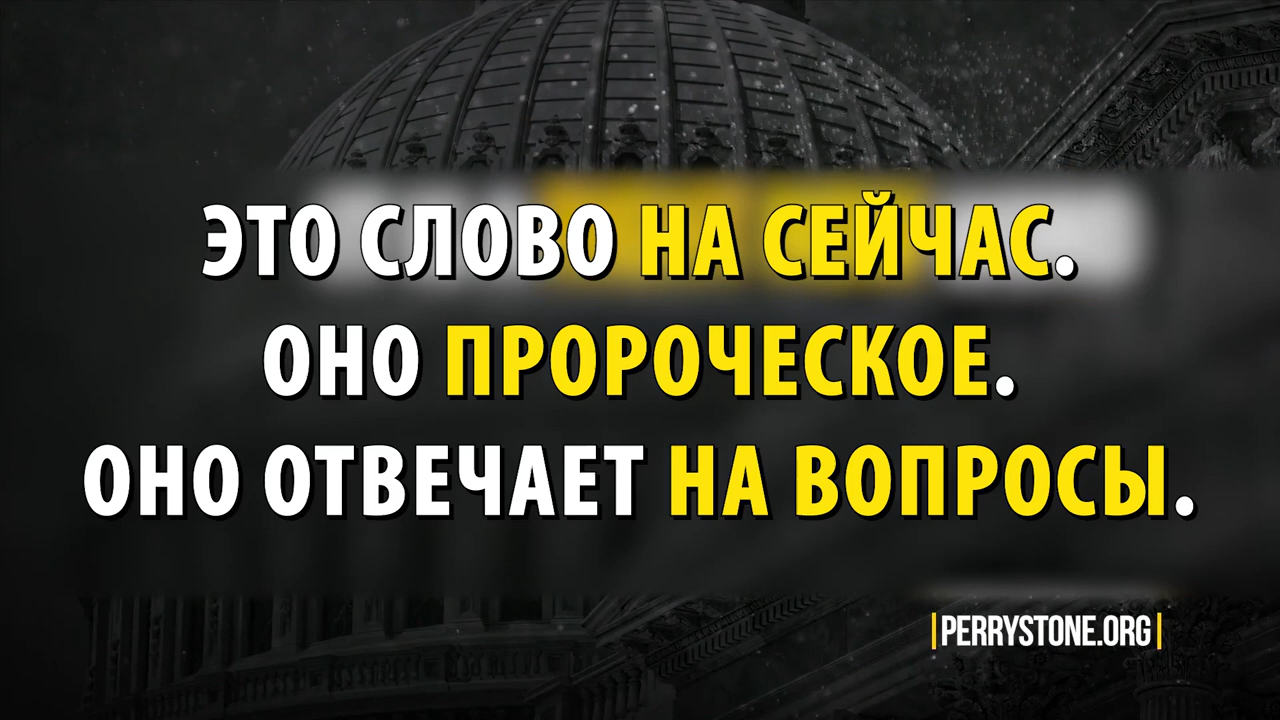 ЭТО СЛОВО НА СЕЙЧАС.
ОНО ПРОРОЧЕСКОЕ.
ОНО ОТВЕЧАЕТ НА ВОПРОСЫ.
|PERRYSTONE.ORG|